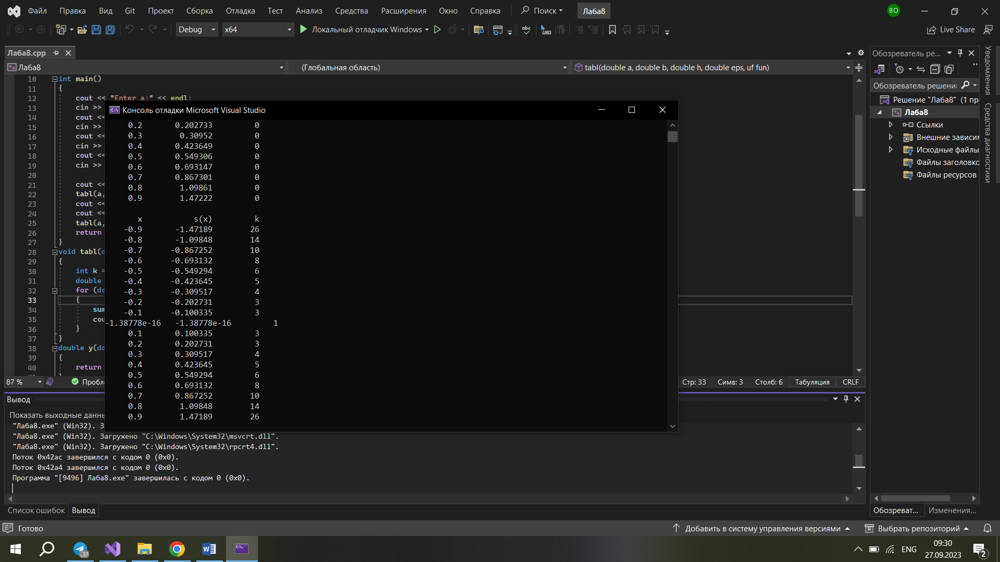 Файл Правка Вид Git Проект Сборка Отладка Тест Анализ Средства Расширения Окно Справка Поиск Лаба8 ВО
Debug x64 Локальный отладчик Windows abc Live Share
Лаба8.cpp
Лаба8 (Глобальная область) tabl(double a, double b, double h, double eps, uf fun)
10 int main()
11 {
12 cout << "Enter a:" << endl;
13 cin >>
14 cout <<
15 cin >>
16 cout <<
17 cin >>
18 cout <<
19 cin >>
20
21 cout <<
22 tabl(a,
23 cout <<
24 cout <<
25 tabl(a,
26 return
27 }
28 void tabl(d
29 {
30 int k =
31 double
32 for (do
33 {
34 sum
35 cou
36 }
37 }
38 double y(do
39 {
40 return
41 }
Консоль отладки Microsoft Visual Studio
0.2 0.202733 0
0.3 0.30952 0
0.4 0.423649 0
0.5 0.549306 0
0.6 0.693147 0
0.7 0.867301 0
0.8 1.09861 0
0.9 1.47222 0
x s(x) k
-0.9 -1.47189 26
-0.8 -1.09848 14
-0.7 -0.867252 10
-0.6 -0.693132 8
-0.5 -0.549294 6
-0.4 -0.423645 5
-0.3 -0.309517 4
-0.2 -0.202731 3
-0.1 -0.100335 3
-1.38778e-16 -1.38778e-16 1
0.1 0.100335 3
0.2 0.202731 3
0.3 0.309517 4
0.4 0.423645 5
0.5 0.549294 6
0.6 0.693132 8
0.7 0.867252 10
0.8 1.09848 14
0.9 1.47189 26
87 % Пробл Стр: 33 Симв: 3 Столб: 6 Табуляция CRLF
Вывод
Показать выходные данны
"Лаба8.exe" (Win32). З
"Лаба8.exe" (Win32). Загружено "C:\Windows\System32\msvcrt.dll".
"Лаба8.exe" (Win32). Загружено "C:\Windows\System32\rpcrt4.dll".
Поток 0x42ac завершился с кодом 0 (0x0).
Поток 0x42a4 завершился с кодом 0 (0x0).
Программа "[9496] Лаба8.exe" завершилась с кодом 0 (0x0).
Список ошибок Вывод
Обозреватель ре...
Обозреватель решени
Решение "Лаба8" (1 пр
Лаба8
Ссылки
Внешние зависим
Исходные файлы
Файлы заголовко
Файлы ресурсов
Обозреват... Изменения...
Уведомления
Средства диагностики
Готово Добавить в систему управления версиями Выбрать репозиторий
..37 ENG 09:30
27.09.2023 2